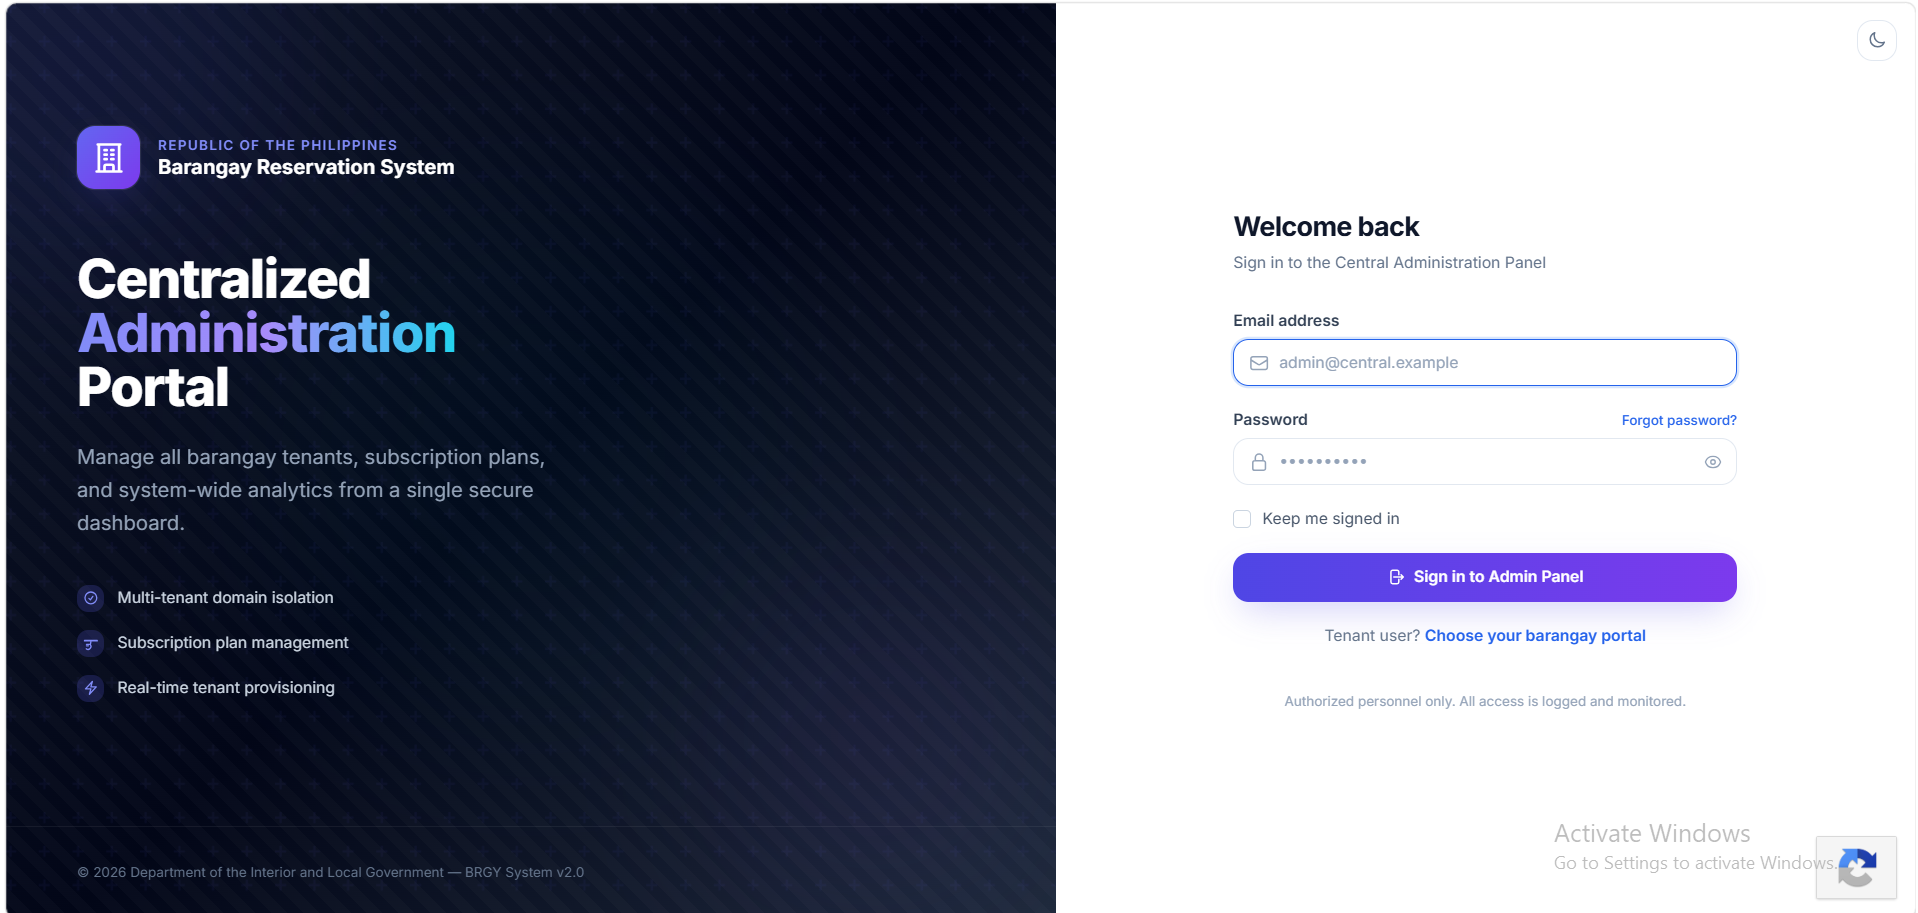 REPUBLIC OF THE PHILIPPINES
Barangay Reservation System
Centralized
Administration
Portal
Manage all barangay tenants, subscription plans,
and system-wide analytics from a single secure
dashboard.
Multi-tenant domain isolation
Subscription plan management
Real-time tenant provisioning
© 2026 Department of the Interior and Local Government — BRGY System v2.0
Welcome back
Sign in to the Central Administration Panel
Email address
admin@central.example
Password
Forgot password?
••••••••••
Keep me signed in
Sign in to Admin Panel
Tenant user? Choose your barangay portal
Authorized personnel only. All access is logged and monitored.
Activate Windows
Go to Settings to activate Windows.